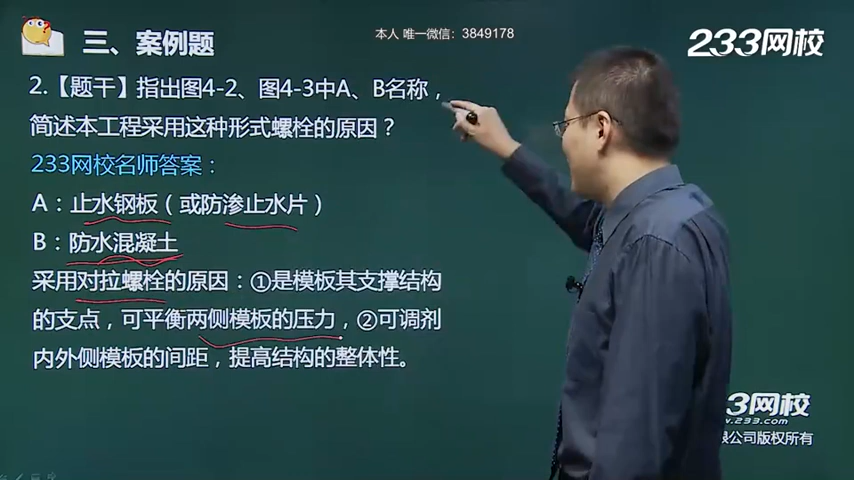 本人 唯一微信：3849178
233网校
三、案例题
2.【题干】指出图4-2、图4-3中A、B名称，
简述本工程采用这种形式螺栓的原因？
233网校名师答案：
A：止水钢板（或防渗止水片）
B：防水混凝土
采用对拉螺栓的原因：①是模板其支撑结构
的支点，可平衡两侧模板的压力，②可调剂
内外侧模板的间距，提高结构的整体性。
3网校
.233.com
限公司版权所有